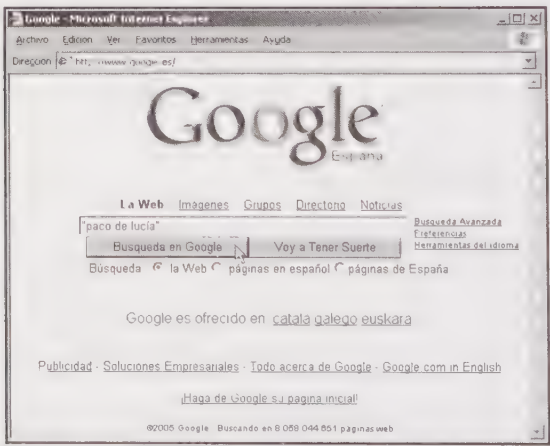 Google - Microsoft Internet Explorer
Archivo Edición Ver Favoritos Herramientas Ayuda
Dirección www.google.es/
Google
España
La Web Imágenes Grupos Directorio Noticias
"paco de lucía"
Búsqueda Avanzada
Preferencias
Herramientas del idioma
Búsqueda en Google Voy a Tener Suerte
Búsqueda la Web páginas en español páginas de España
Google es ofrecido en català galego euskara
Publicidad - Soluciones Empresariales - Todo acerca de Google - Google.com in English
¡Haga de Google su página inicial!
©2005 Google Buscando en 8 058 044 651 páginas web